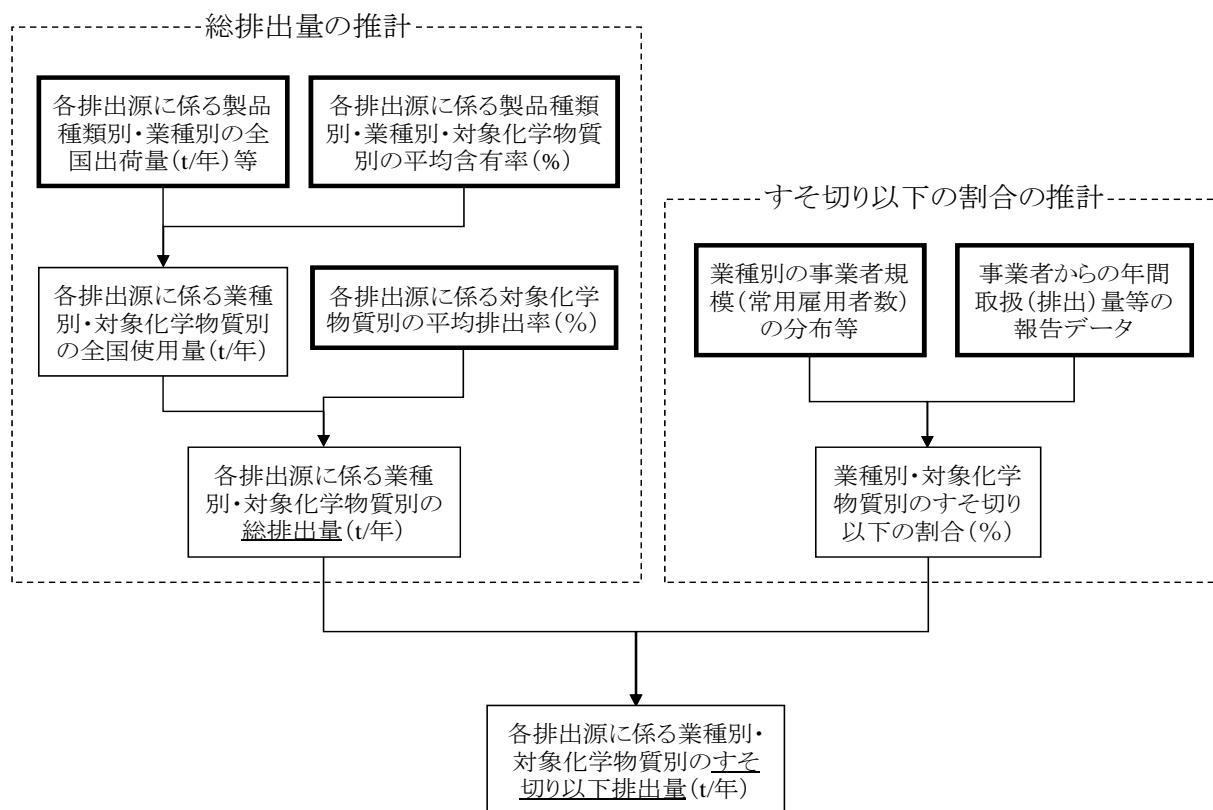 総排出量の推計
各排出源に係る製品
種類別・業種別の全
国出荷量(t/年)等
各排出源に係る製品種類
別・業種別・対象化学物質
別の平均含有率(%)
各排出源に係る業種
別・対象化学物質別
の全国使用量(t/年)
各排出源に係る対象化学
物質別の平均排出率(%)
各排出源に係る業種
別・対象化学物質別の
総排出量(t/年)
すそ切り以下の割合の推計
業種別の事業者規
模(常用雇用者数)
の分布等
事業者からの年間
取扱(排出)量等の
報告データ
業種別・対象化学
物質別のすそ切り
以下の割合(%)
各排出源に係る業種別・
対象化学物質別のすそ
切り以下排出量(t/年)